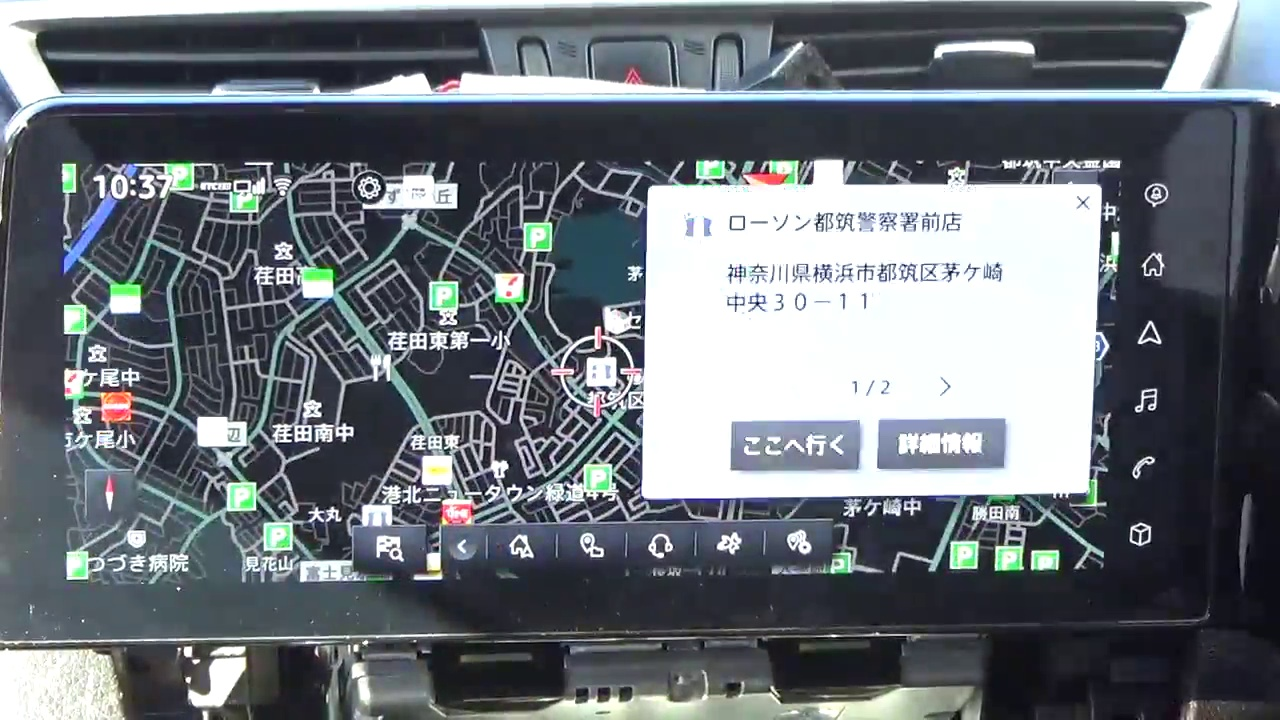 10:37
ローソン都筑警察署前店
神奈川県横浜市都筑区茅ケ崎
中央30-11
1/2
ここへ行く
詳細情報
荏田東第一小
ケ尾中
荏田南中
ケ尾小
荏田東
港北ニュータウン緑道4号
大丸
つづき病院
見花山
茅ケ崎中
勝田南